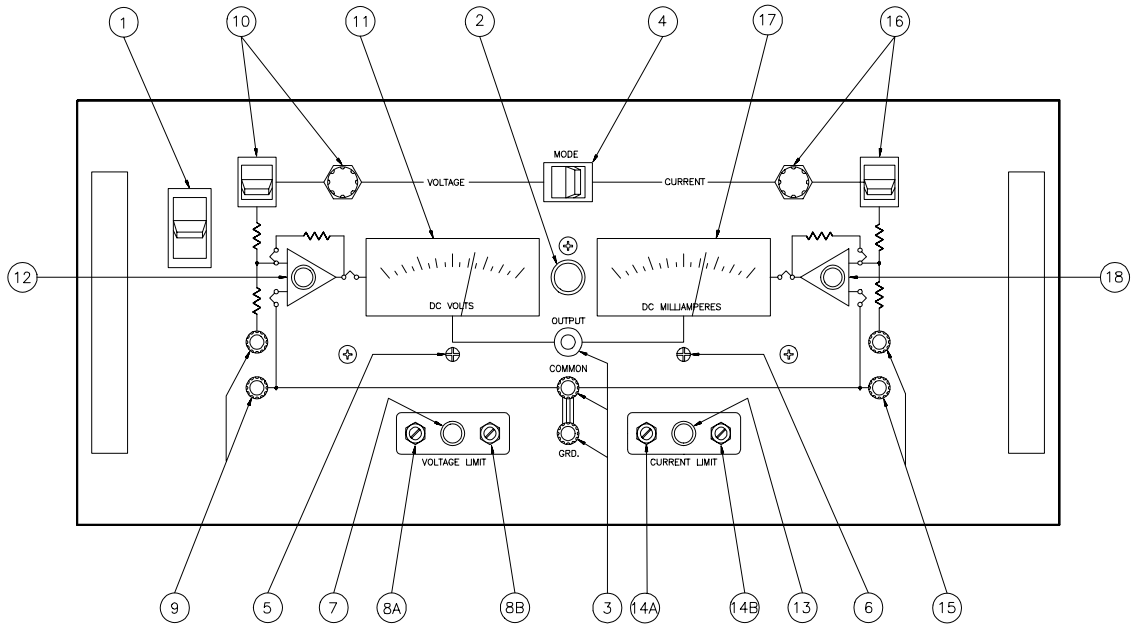 1
10
11
2
4
17
16
MODE
VOLTAGE
CURRENT
12
18
DC VOLTS
DC MILLIAMPERES
OUTPUT
COMMON
GRD.
VOLTAGE LIMIT
CURRENT LIMIT
9
5
7
8A
8B
3
14A
14B
13
6
15